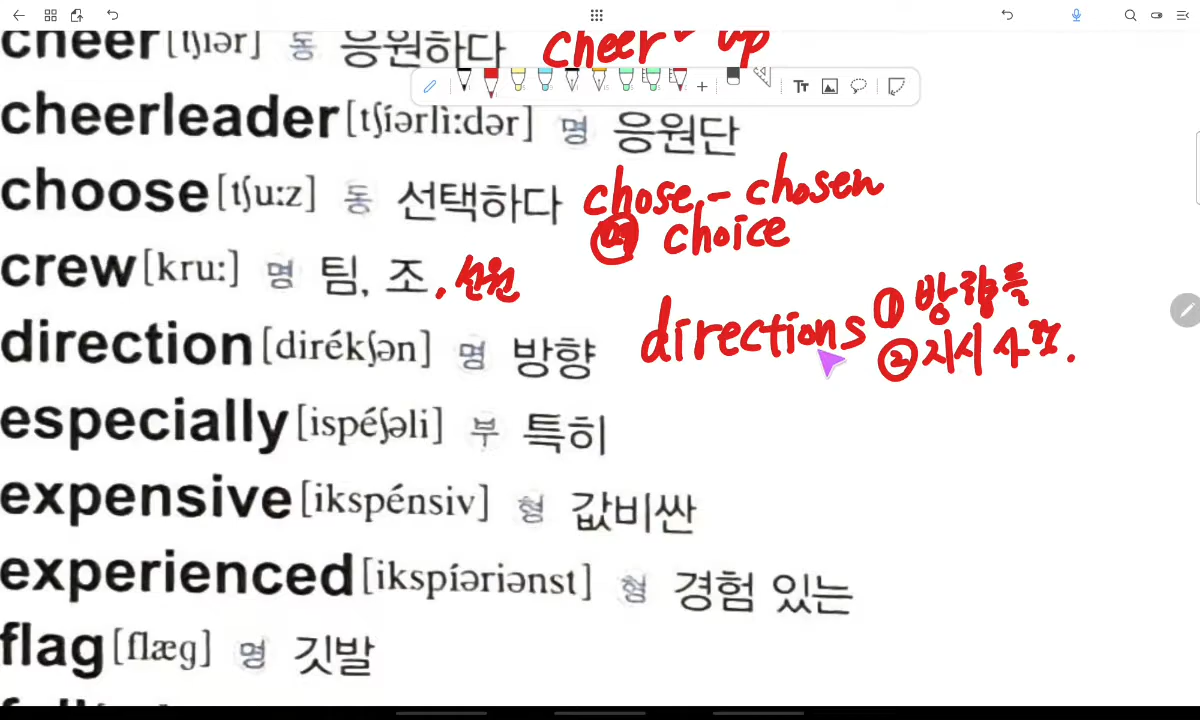 cheer [tʃiər] 동 응원하다 cheer up
Tт
cheerleader [tʃíərlì:dər] 명 응원단
choose [tʃu:z] 동 선택하다 chose - chosen
명 choice
crew [kru:] 명 팀, 조, 선원
direction [dirékʃən] 명 방향 directions ① 방향들
② 지시 사항.
especially [ispéʃəli] 부 특히
expensive [ikspénsiv] 형 값비싼
experienced [ikspíəriənst] 형 경험 있는
flag [flæg] 명 깃발